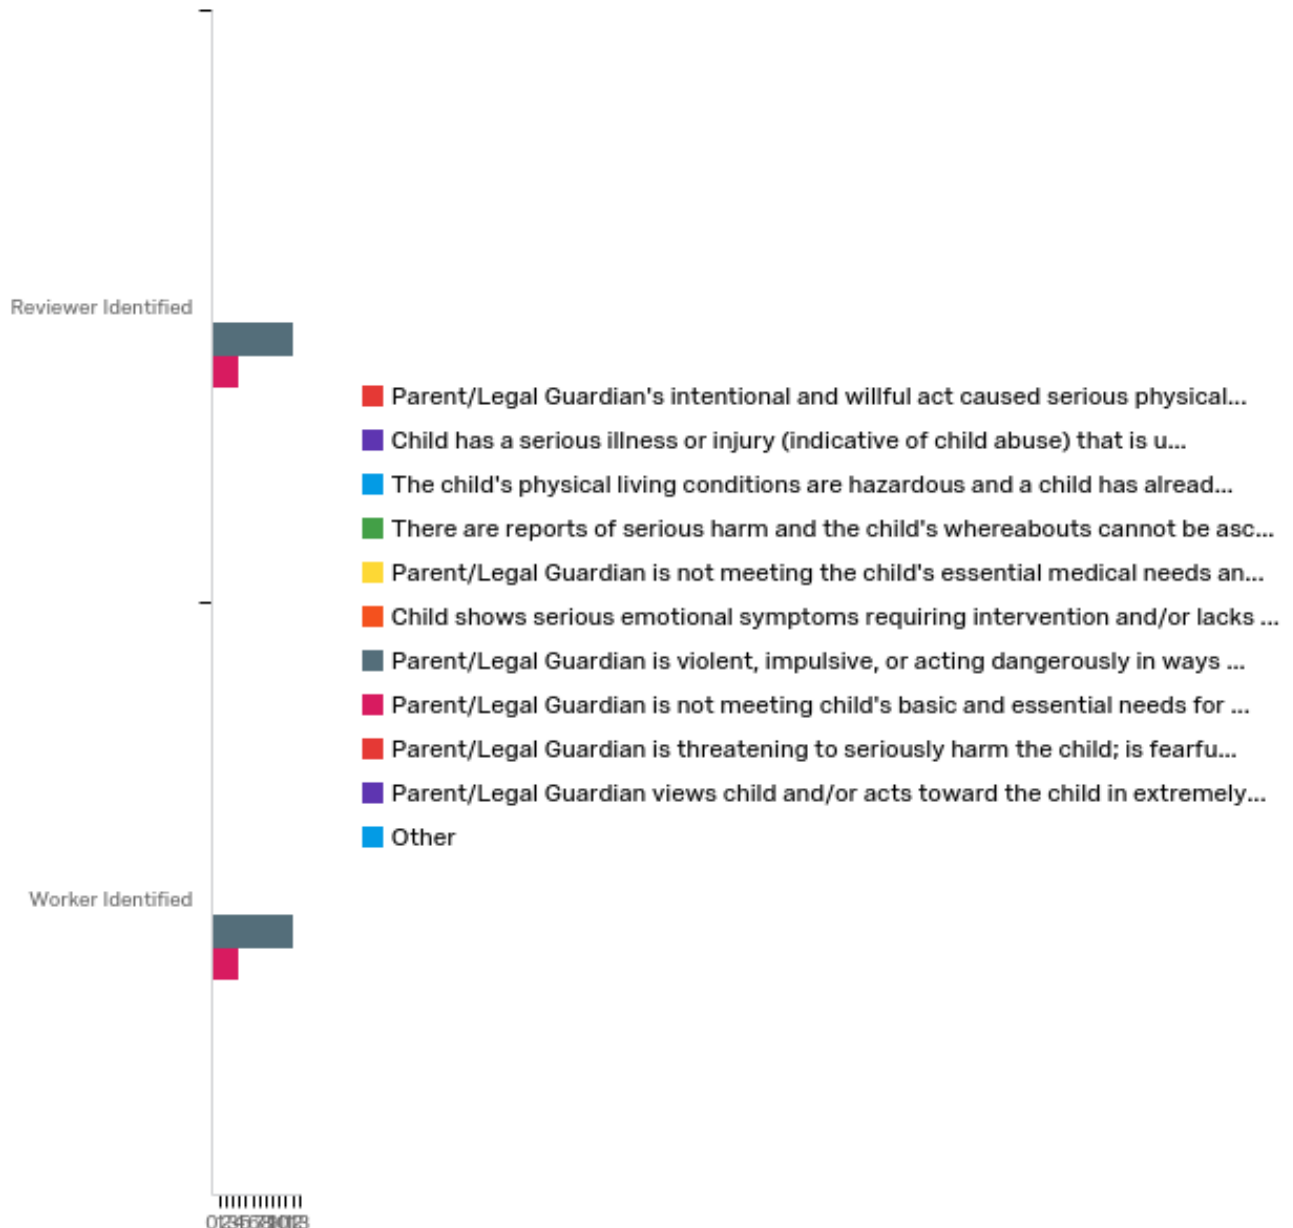 Reviewer Identified
Parent/Legal Guardian's intentional and willful act caused serious physical...
Child has a serious illness or injury (indicative of child abuse) that is u...
The child's physical living conditions are hazardous and a child has alread...
There are reports of serious harm and the child's whereabouts cannot be asc...
Parent/Legal Guardian is not meeting the child's essential medical needs an...
Child shows serious emotional symptoms requiring intervention and/or lacks ...
Parent/Legal Guardian is violent, impulsive, or acting dangerously in ways ...
Parent/Legal Guardian is not meeting child's basic and essential needs for ...
Parent/Legal Guardian is threatening to seriously harm the child; is fearfu...
Parent/Legal Guardian views child and/or acts toward the child in extremely...
Other
Worker Identified